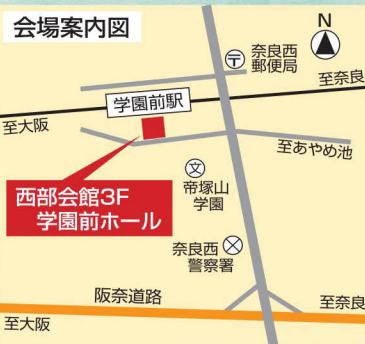 会場案内図
N
奈良西
郵便局
至奈良
学園前駅
至大阪
至あやめ池
文
帝塚山
学園
西部会館3F
学園前ホール
奈良西
警察署
阪奈道路
至奈良
至大阪